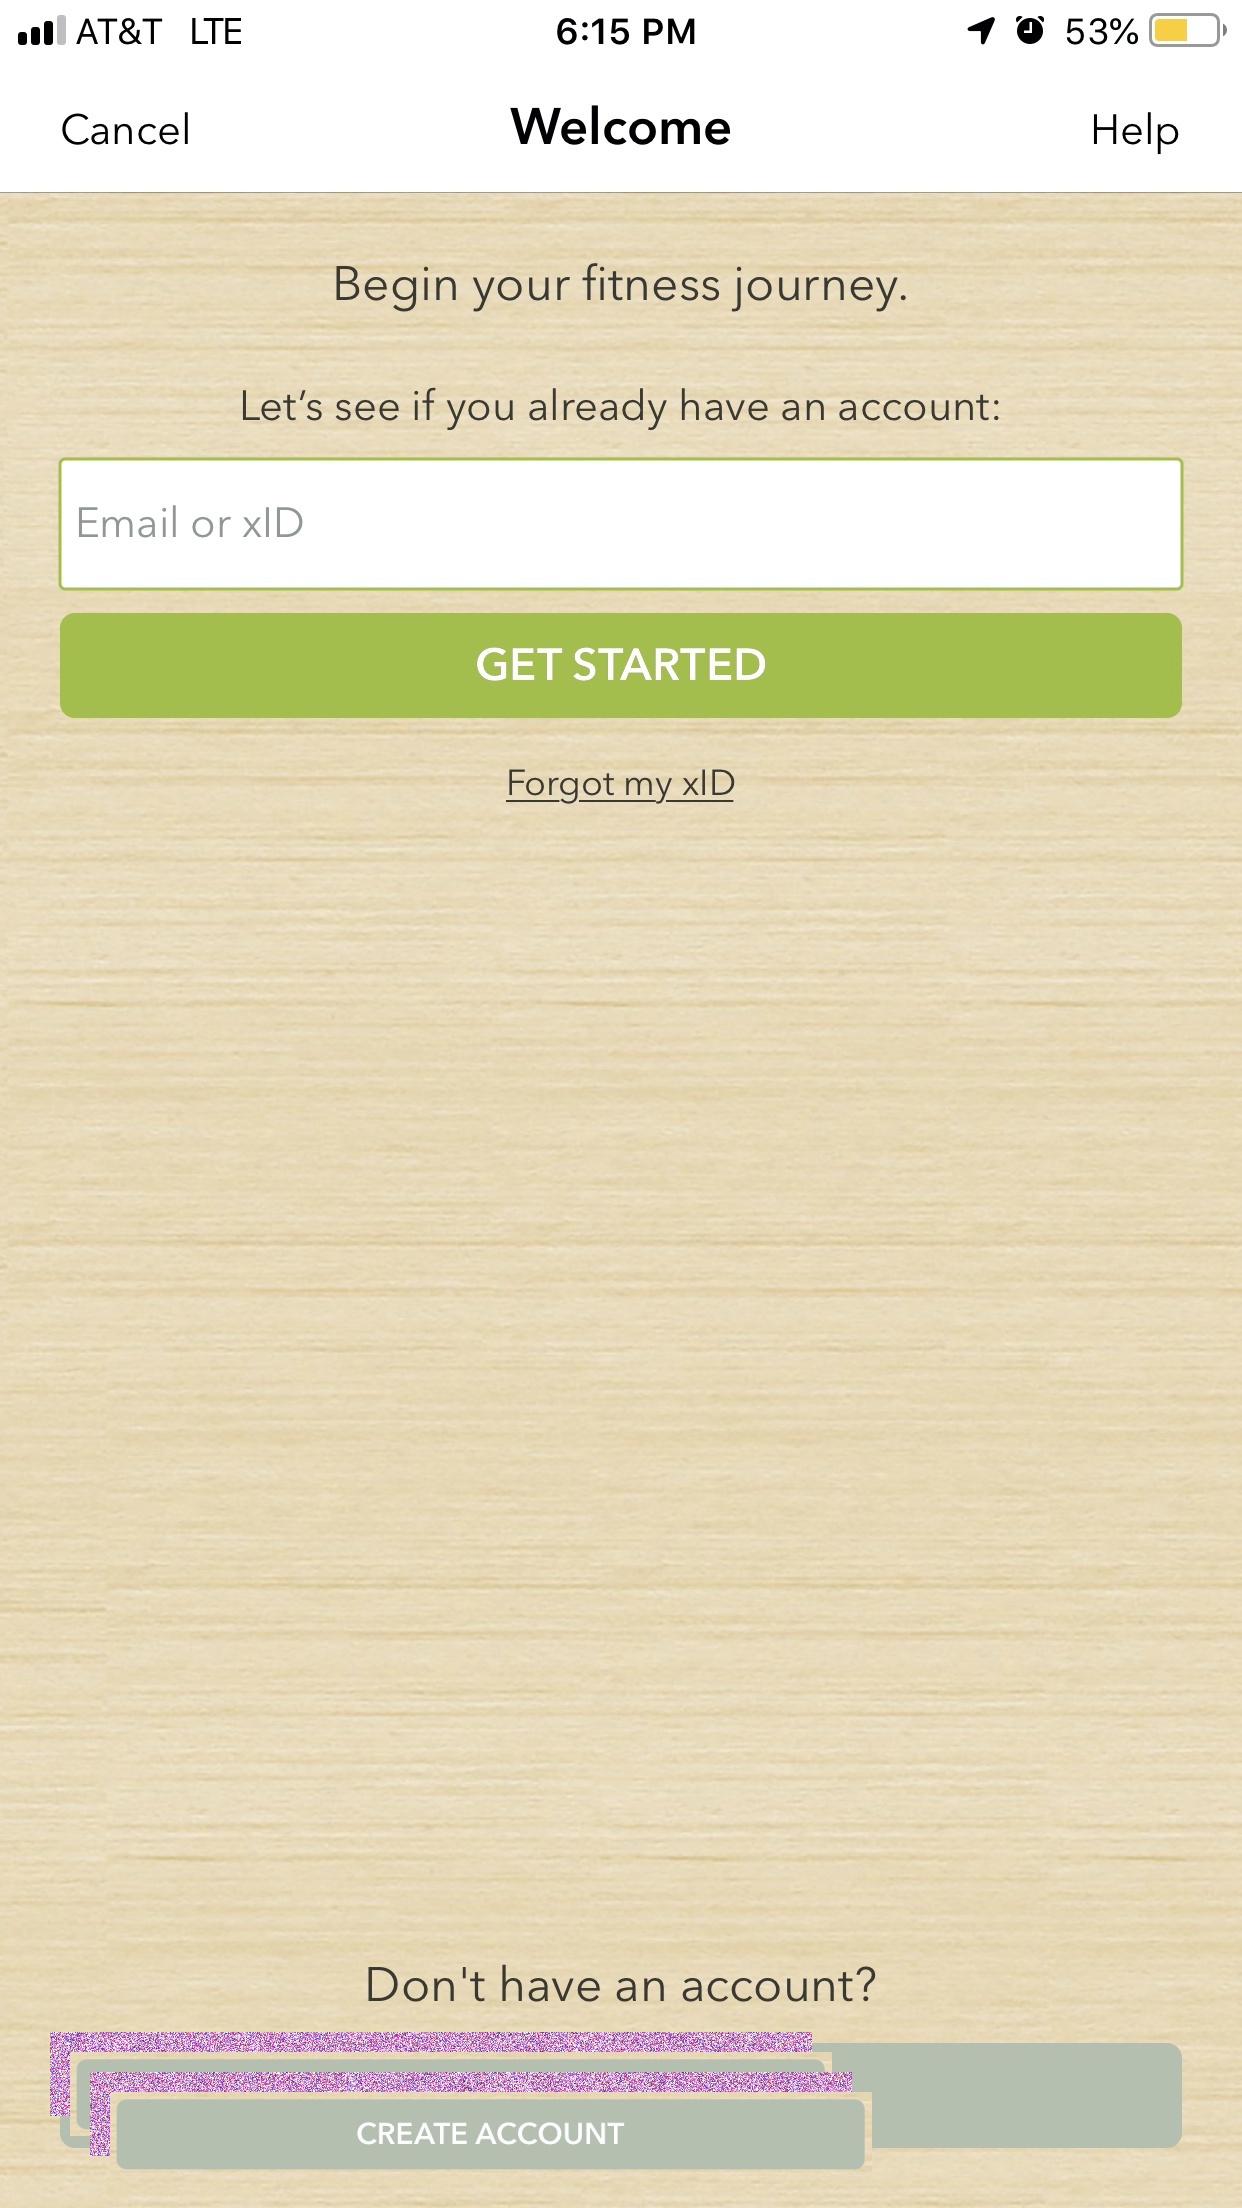 AT&T LTE 6:15 PM 53%
Cancel Welcome Help
Begin your fitness journey.
Let's see if you already have an account:
Email or xID
GET STARTED
Forgot my xID
Don't have an account?
CREATE ACCOUNT